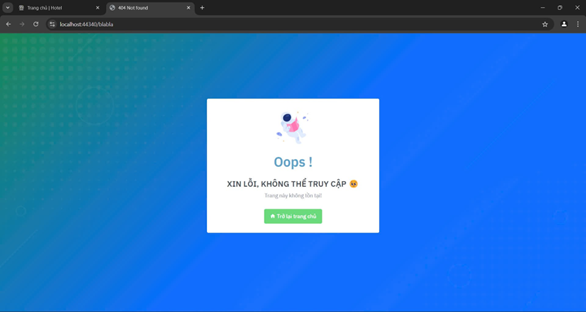 Trang chủ | Hotel
404 Not found
localhost:44340/blabla
Oops !
XIN LỖI, KHÔNG THỂ TRUY CẬP 🥺
Trang này không tồn tại!
Trở lại trang chủ